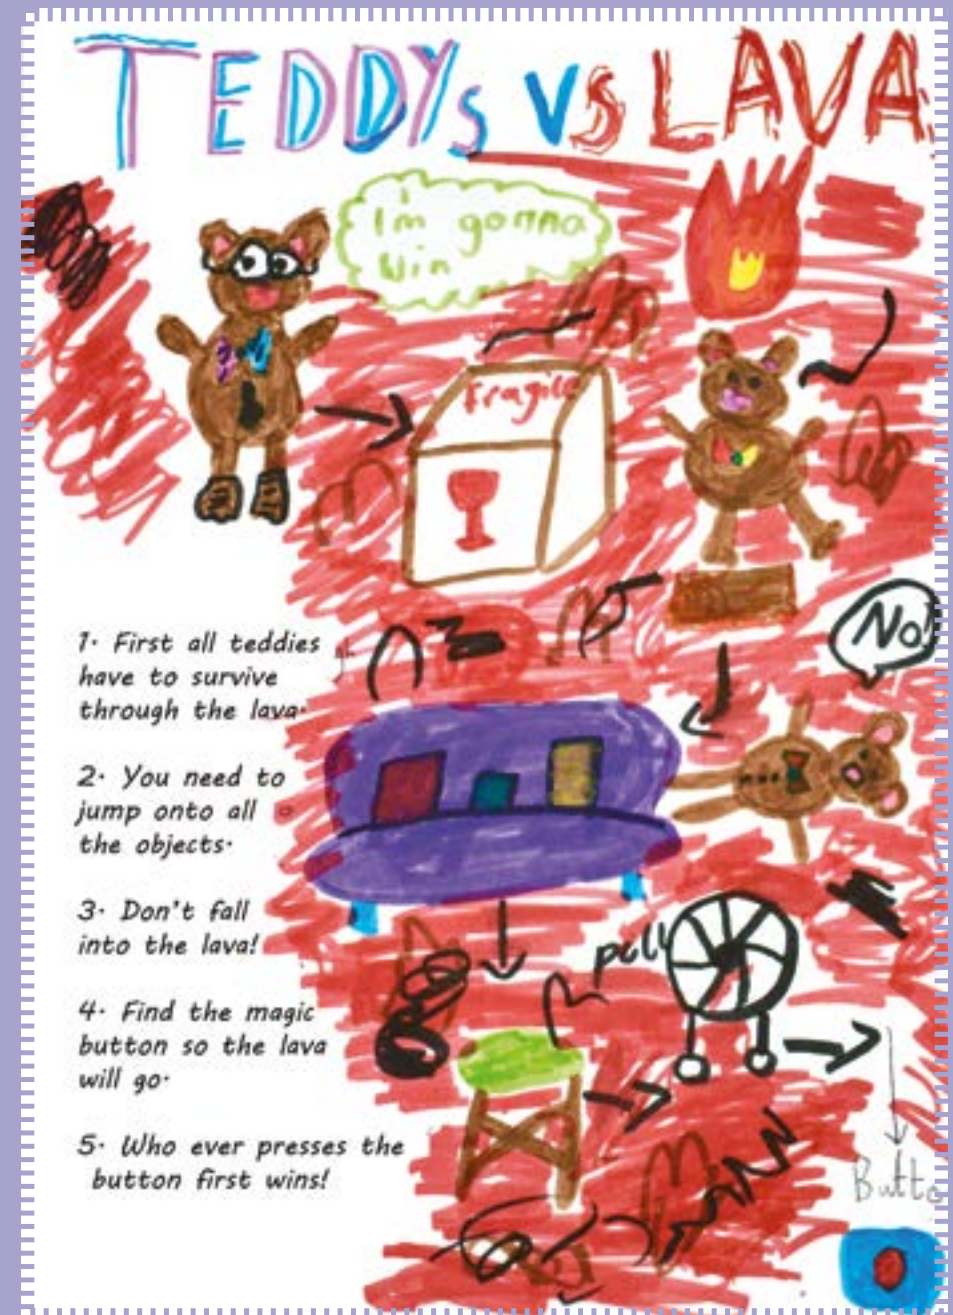 TEDDYs Vs LAVA
I'm gonna
Win
fragile
No!
1. First all teddies
have to survive
through the lava.
2. You need to
jump onto all
the objects.
3. Don't fall
into the lava!
4. Find the magic
button so the lava
will go.
5. Who ever presses the
button first wins!
Butto